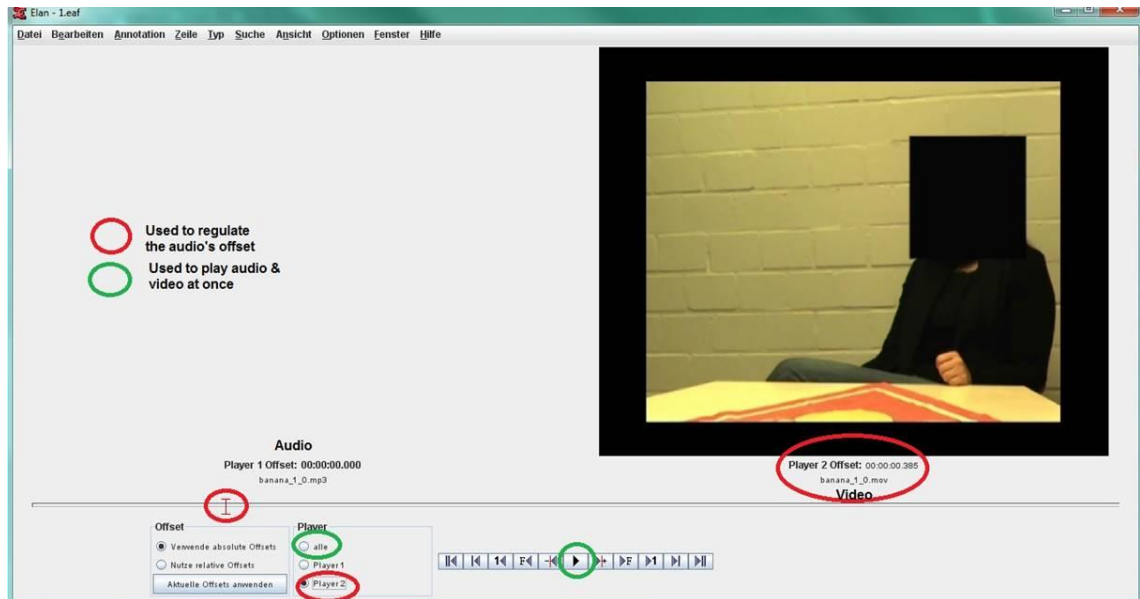 Elan - 1.eaf
Datei Bearbeiten Annotation Zeile Typ Suche Ansicht Optionen Fenster Hilfe
Used to regulate
the audio's offset
Used to play audio &
video at once
Audio
Player 1 Offset: 00:00:00.000
banana_1_0.mp3
Player 2 Offset: 00:00:00.385
banana_1_0.mov
Video
Offset
Verwende absolute Offsets
Nutze relative Offsets
Aktuelle Offsets anwenden
Player
alle
Player 1
Player 2
1 F F 1